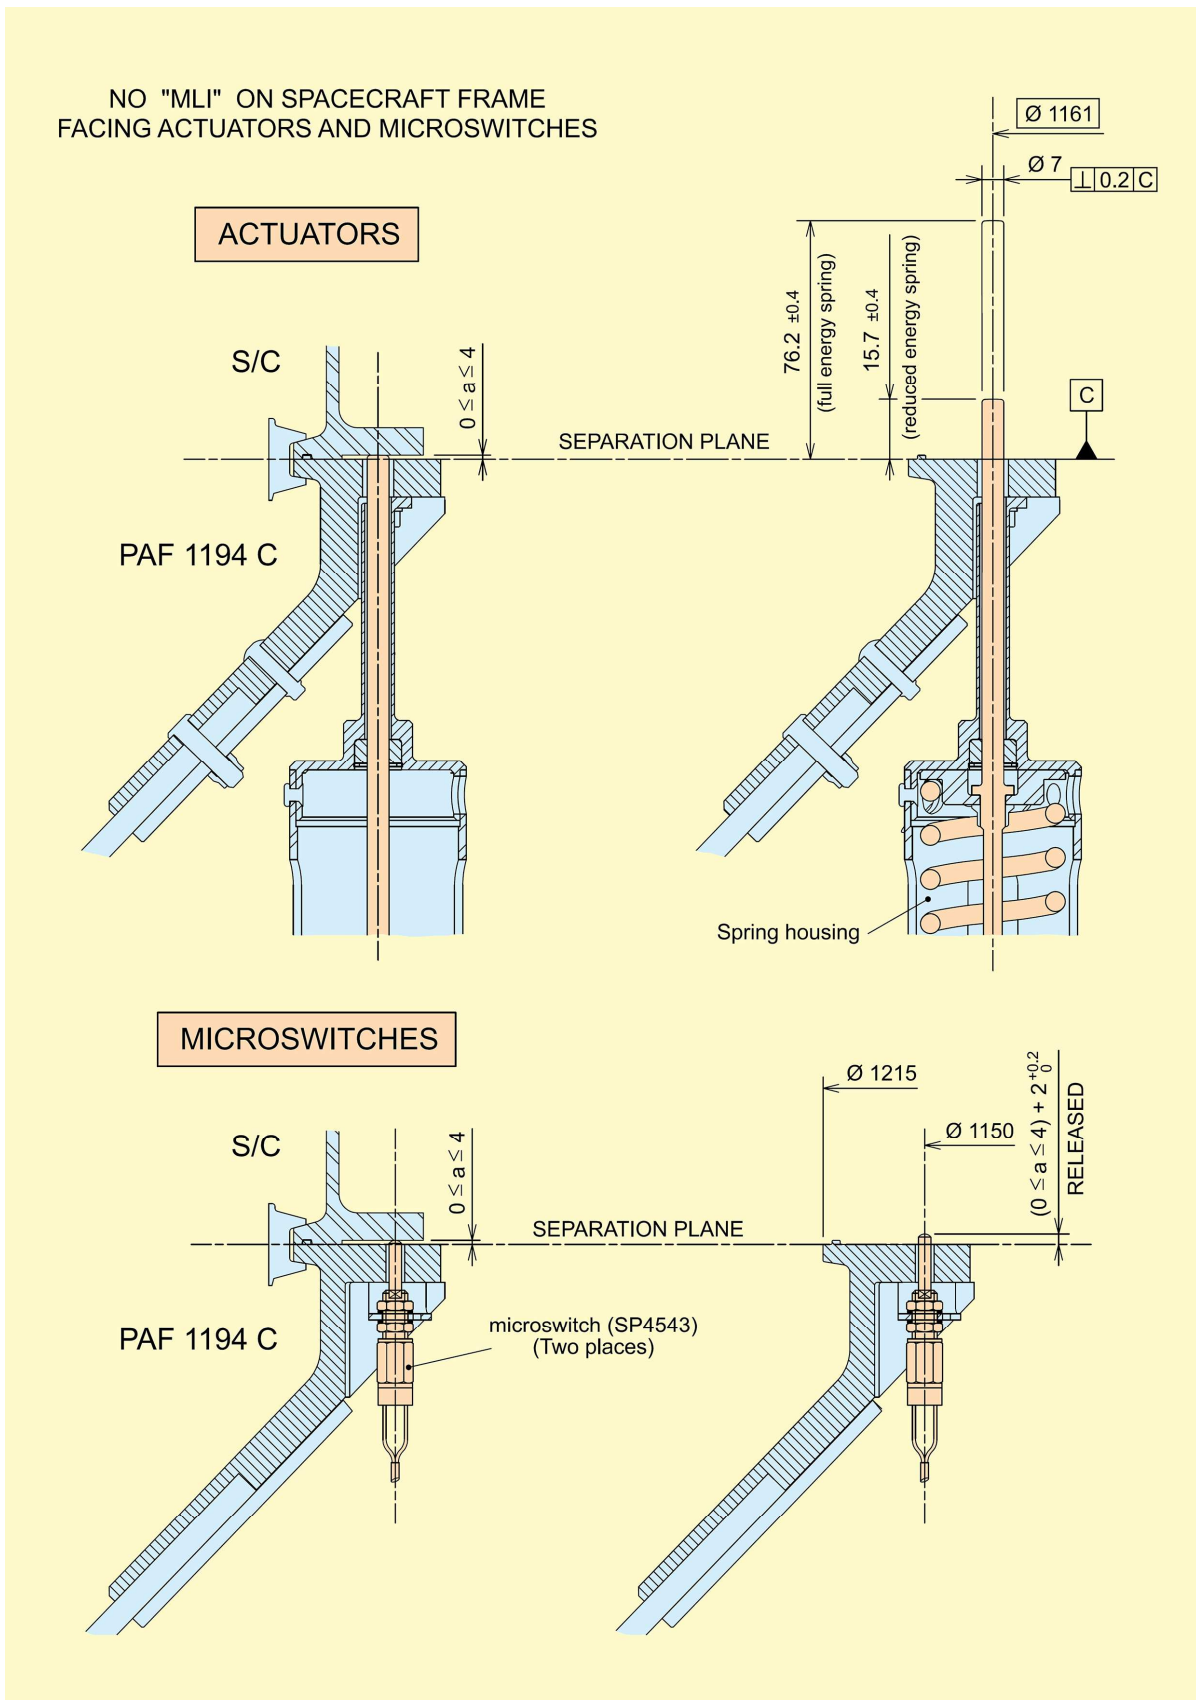 NO "MLI" ON SPACECRAFT FRAME
FACING ACTUATORS AND MICROSWITCHES
Ø 1161
Ø 7
⊥ 0.2 C
ACTUATORS
76.2 ±0.4
(full energy spring)
15.7 ±0.4
(reduced energy spring)
S/C
0 ≤ a ≤ 4
C
SEPARATION PLANE
PAF 1194 C
Spring housing
MICROSWITCHES
Ø 1215
(0 ≤ a ≤ 4) + 2 +0.2 0
RELEASED
Ø 1150
S/C
0 ≤ a ≤ 4
SEPARATION PLANE
PAF 1194 C
microswitch (SP4543)
(Two places)